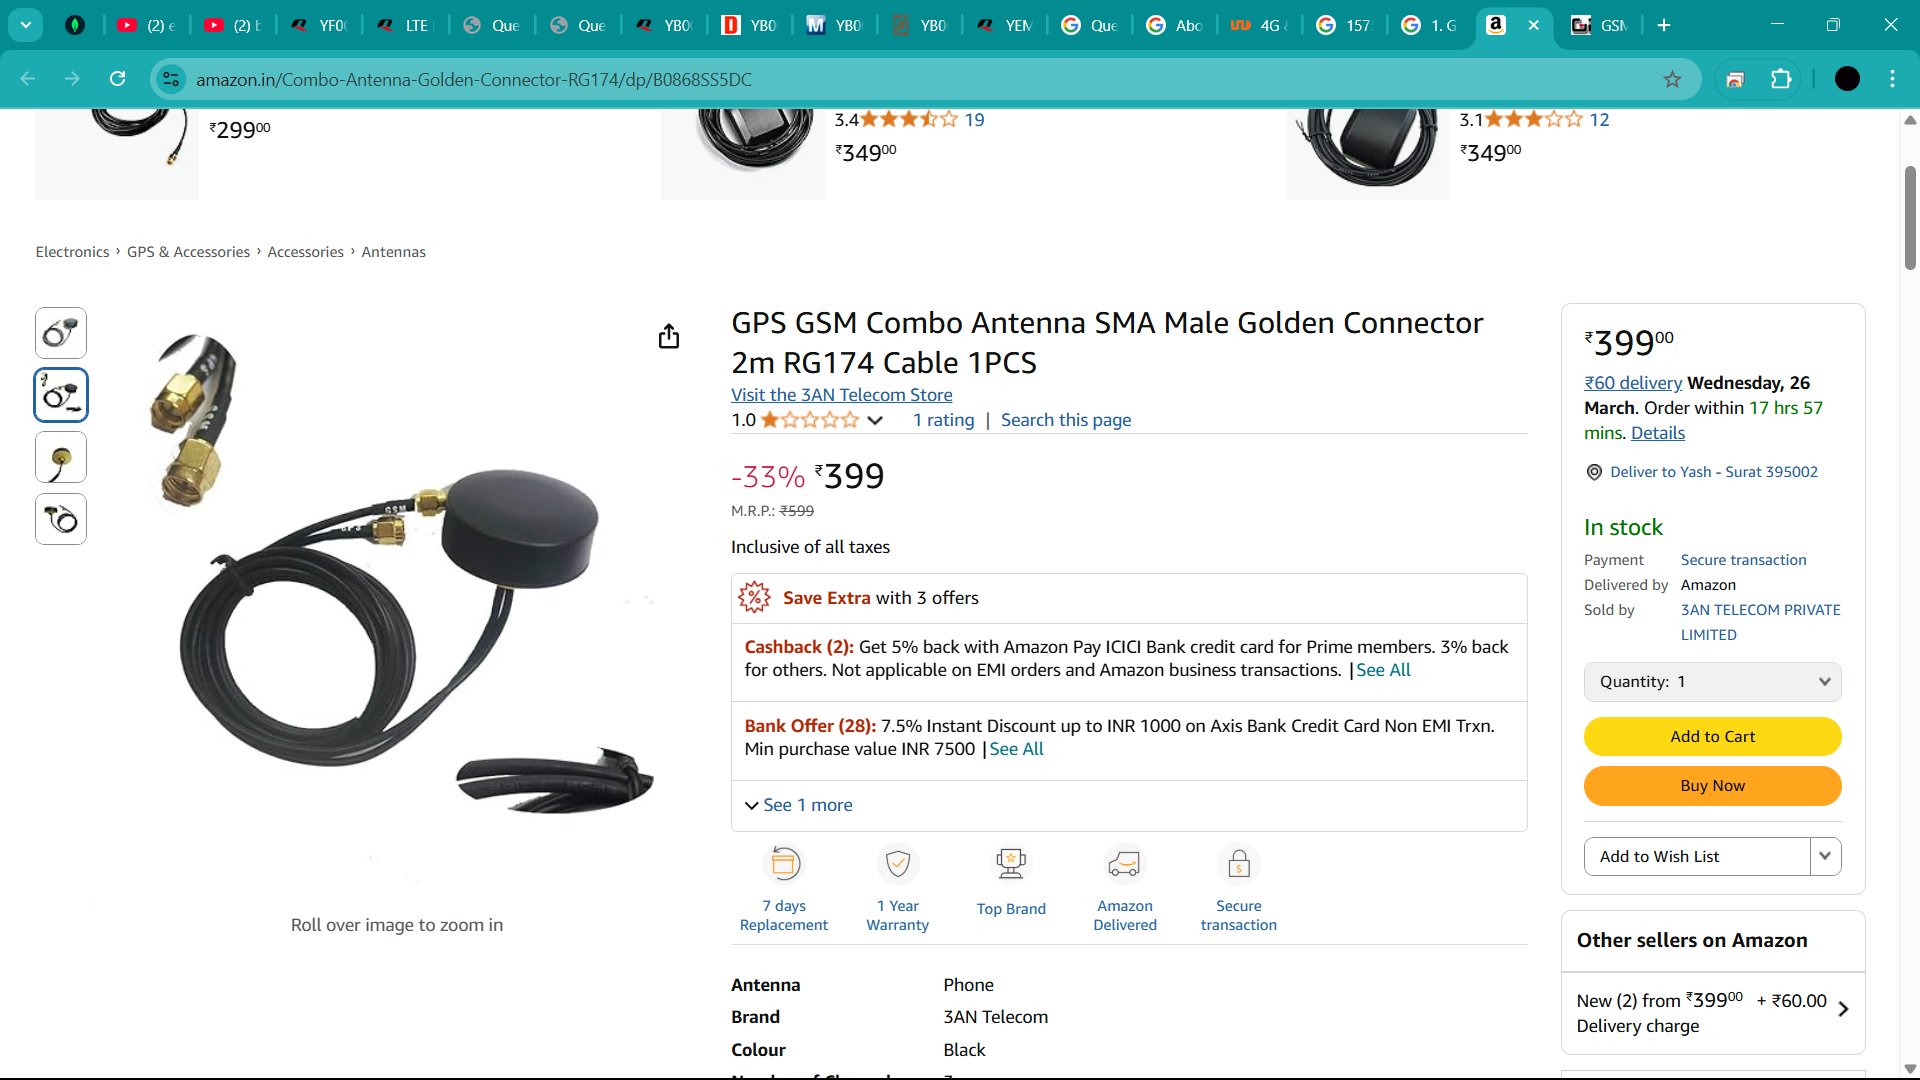 (2) e
(2) b
YF0
LTE
Que
Que
YB0
YB0
YB0
YB0
YEM
Que
Abo
4G &
157
1. G
GSM
amazon.in/Combo-Antenna-Golden-Connector-RG174/dp/B0868SS5DC
₹299⁰⁰
3.4 19
₹349⁰⁰
3.1 12
₹349⁰⁰
Electronics › GPS & Accessories › Accessories › Antennas
GSM
GPS
Roll over image to zoom in
GPS GSM Combo Antenna SMA Male Golden Connector
2m RG174 Cable 1PCS
Visit the 3AN Telecom Store
1.0 1 rating | Search this page
-33% ₹399
M.R.P.: ₹599
Inclusive of all taxes
Save Extra with 3 offers
Cashback (2): Get 5% back with Amazon Pay ICICI Bank credit card for Prime members. 3% back
for others. Not applicable on EMI orders and Amazon business transactions. | See All
Bank Offer (28): 7.5% Instant Discount up to INR 1000 on Axis Bank Credit Card Non EMI Trxn.
Min purchase value INR 7500 | See All
See 1 more
7 days
Replacement
1 Year
Warranty
Top Brand
Amazon
Delivered
Secure
transaction
Antenna Phone
Brand 3AN Telecom
Colour Black
₹399⁰⁰
₹60 delivery Wednesday, 26
March. Order within 17 hrs 57
mins. Details
Deliver to Yash - Surat 395002
In stock
Payment Secure transaction
Delivered by Amazon
Sold by 3AN TELECOM PRIVATE
LIMITED
Quantity: 1
Add to Cart
Buy Now
Add to Wish List
Other sellers on Amazon
New (2) from ₹399⁰⁰ + ₹60.00
Delivery charge